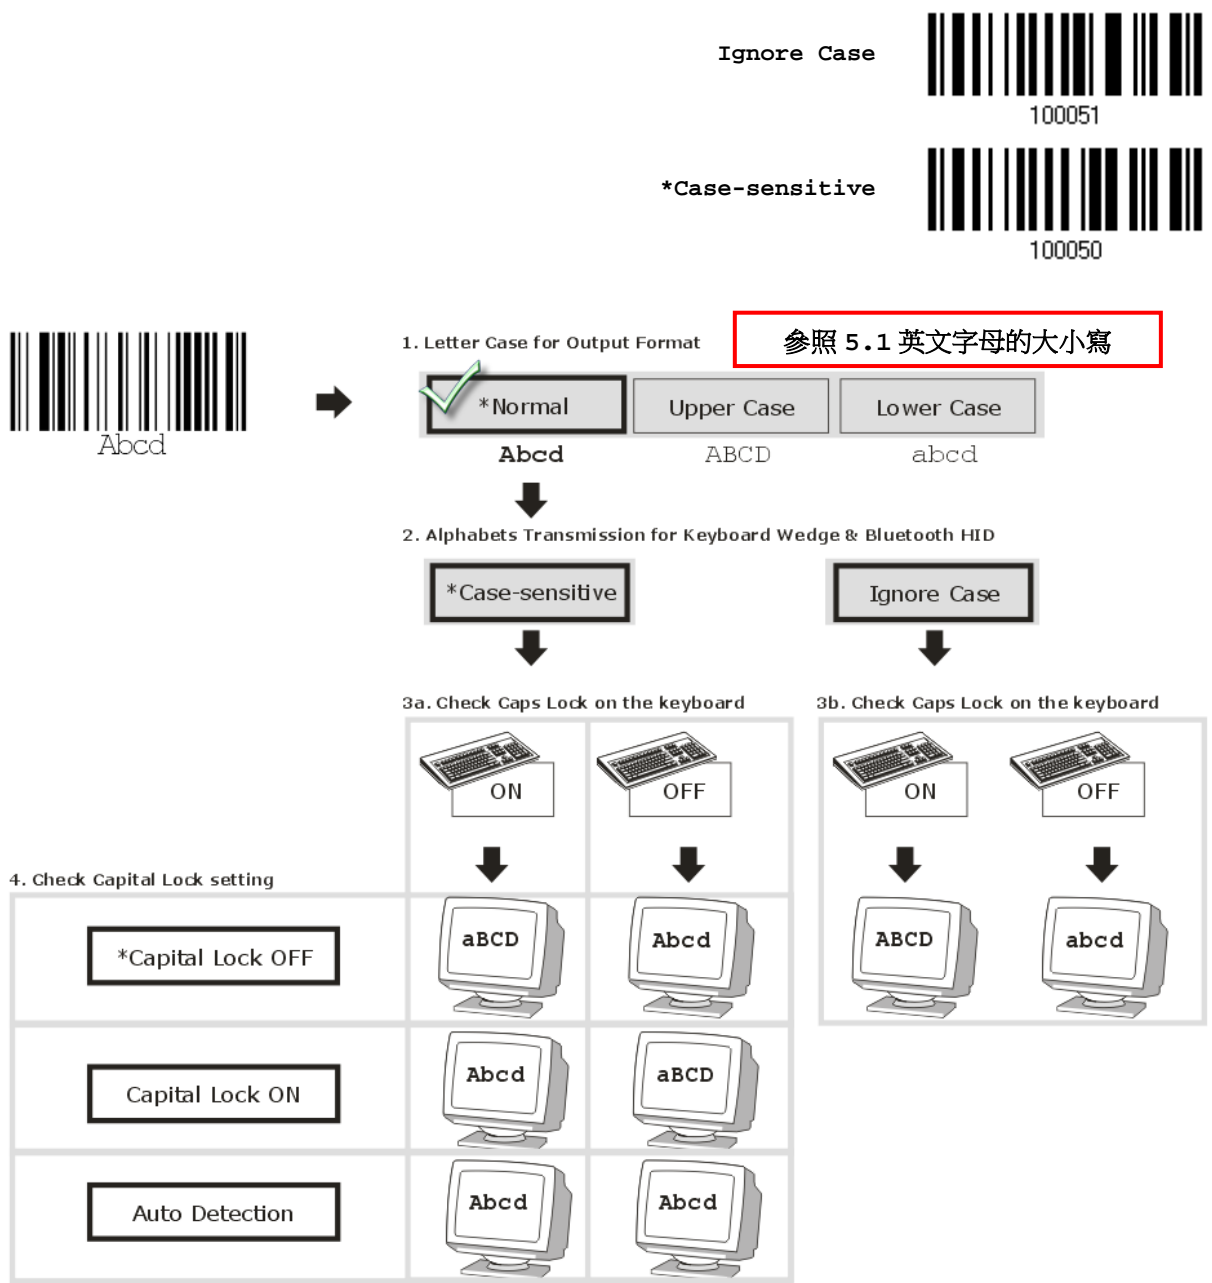 Ignore Case
100051
*Case-sensitive
100050
Abcd
1. Letter Case for Output Format
參照 5.1 英文字母的大小寫
*Normal
Upper Case
Lower Case
Abcd
ABCD
abcd
2. Alphabets Transmission for Keyboard Wedge & Bluetooth HID
*Case-sensitive
Ignore Case
3a. Check Caps Lock on the keyboard
3b. Check Caps Lock on the keyboard
ON
OFF
ON
OFF
4. Check Capital Lock setting
*Capital Lock OFF
aBCD
Abcd
ABCD
abcd
Capital Lock ON
Abcd
aBCD
Auto Detection
Abcd
Abcd